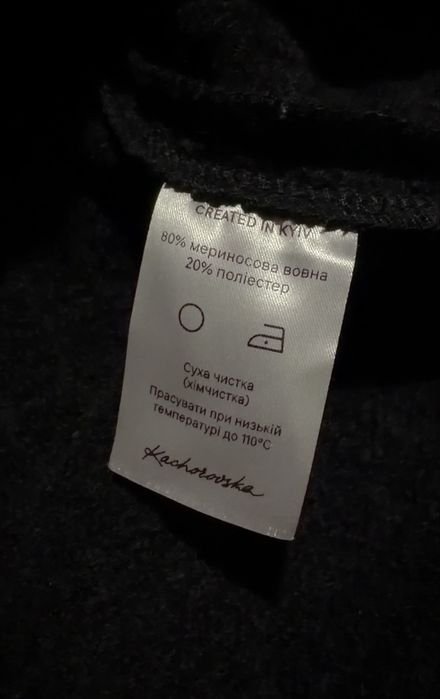 CREATED IN KYIV
80% мериносова вовна
20% поліестер
Суха чистка
(хімчистка)
Прасувати при низькій
температурі до 110°C
Kachorovska